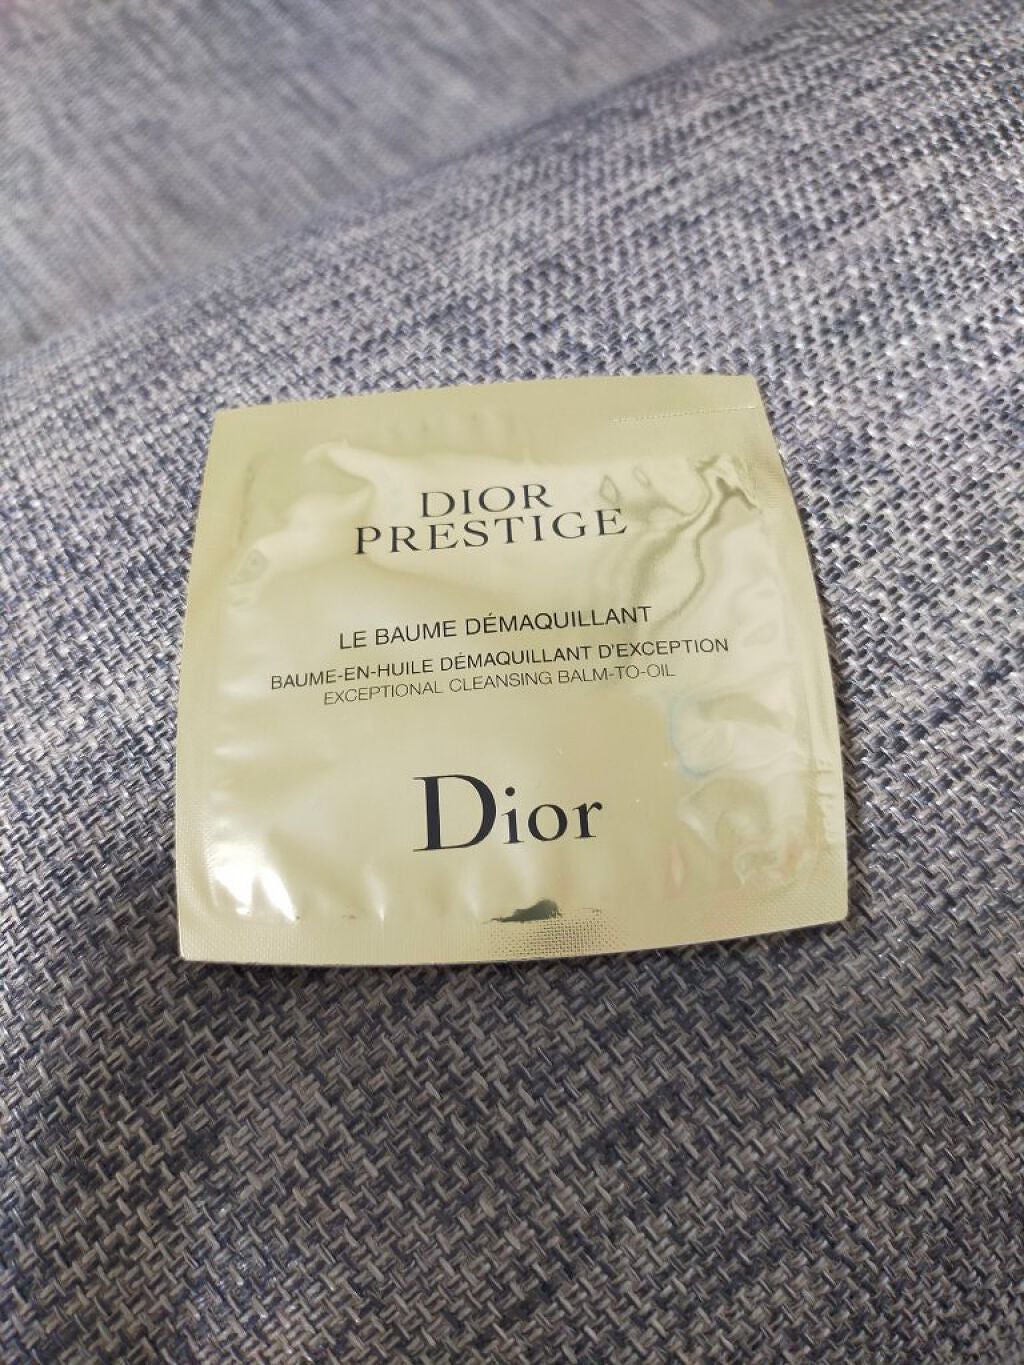 DIOR
PRESTIGE
LE BAUME DÉMAQUILLANT
BAUME-EN-HUILE DÉMAQUILLANT D'EXCEPTION
EXCEPTIONAL CLEANSING BALM-TO-OIL
Dior